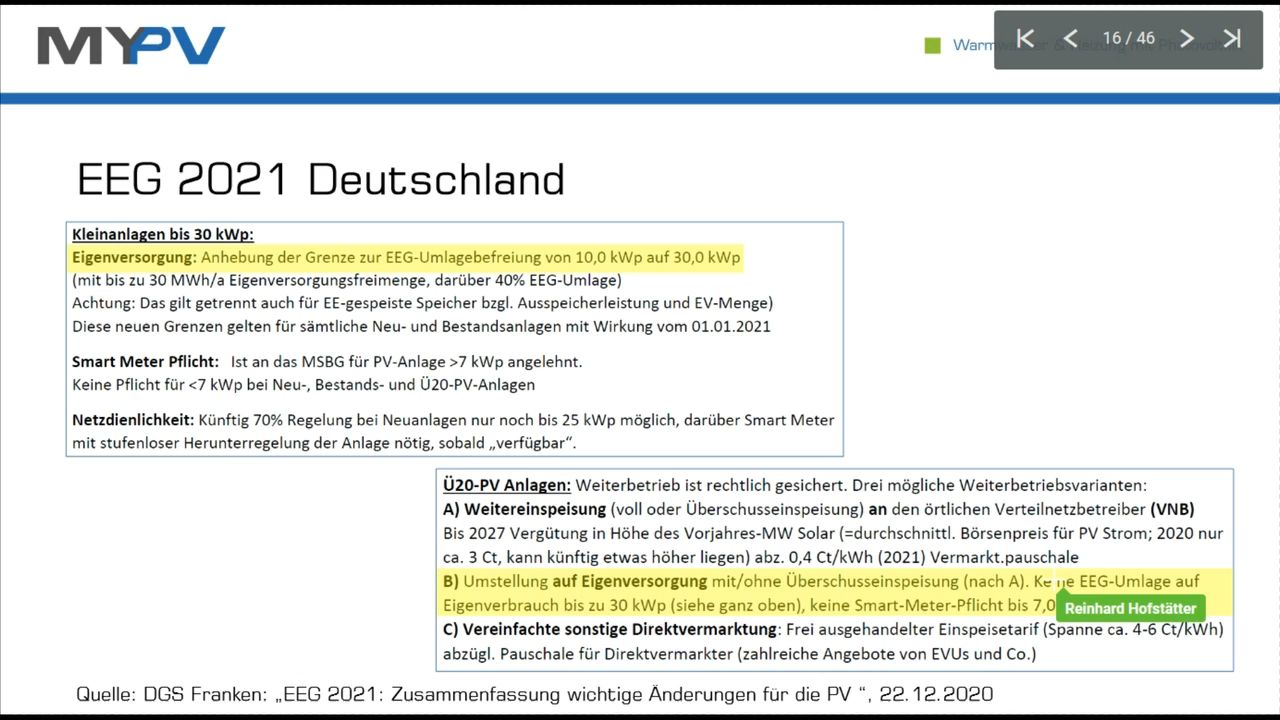 MYPV
Warm
16 / 46
EEG 2021 Deutschland
Kleinanlagen bis 30 kWp:
Eigenversorgung: Anhebung der Grenze zur EEG-Umlagebefreiung von 10,0 kWp auf 30,0 kWp
(mit bis zu 30 MWh/a Eigenversorgungsfreimenge, darüber 40% EEG-Umlage)
Achtung: Das gilt getrennt auch für EE-gespeiste Speicher bzgl. Ausspeicherleistung und EV-Menge)
Diese neuen Grenzen gelten für sämtliche Neu- und Bestandsanlagen mit Wirkung vom 01.01.2021
Smart Meter Pflicht: Ist an das MSBG für PV-Anlage >7 kWp angelehnt.
Keine Pflicht für <7 kWp bei Neu-, Bestands- und Ü20-PV-Anlagen
Netzdienlichkeit: Künftig 70% Regelung bei Neuanlagen nur noch bis 25 kWp möglich, darüber Smart Meter
mit stufenloser Herunterregelung der Anlage nötig, sobald „verfügbar“.
Ü20-PV Anlagen: Weiterbetrieb ist rechtlich gesichert. Drei mögliche Weiterbetriebsvarianten:
A) Weitereinspeisung (voll oder Überschusseinspeisung) an den örtlichen Verteilnetzbetreiber (VNB)
Bis 2027 Vergütung in Höhe des Vorjahres-MW Solar (=durchschnittl. Börsenpreis für PV Strom; 2020 nur
ca. 3 Ct, kann künftig etwas höher liegen) abz. 0,4 Ct/kWh (2021) Vermarkt.pauschale
B) Umstellung auf Eigenversorgung mit/ohne Überschusseinspeisung (nach A). Keine EEG-Umlage auf
Eigenverbrauch bis zu 30 kWp (siehe ganz oben), keine Smart-Meter-Pflicht bis 7,0
Reinhard Hofstätter
C) Vereinfachte sonstige Direktvermarktung: Frei ausgehandelter Einspeisetarif (Spanne ca. 4-6 Ct/kWh)
abzügl. Pauschale für Direktvermarkter (zahlreiche Angebote von EVUs und Co.)
Quelle: DGS Franken: „EEG 2021: Zusammenfassung wichtige Änderungen für die PV “, 22.12.2020